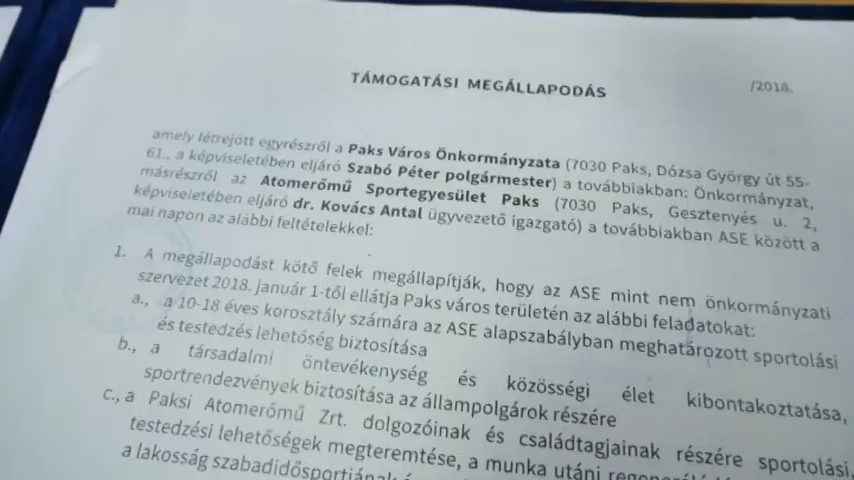 TÁMOGATÁSI MEGÁLLAPODÁS
/2018.
amely létrejött egyrészről a Paks Város Önkormányzata (7030 Paks, Dózsa György út 55-
61., a képviseletében eljáró Szabó Péter polgármester) a továbbiakban: Önkormányzat,
másrészről az Atomerőmű Sportegyesület Paks (7030 Paks, Gesztenyés u. 2,
képviseletében eljáró dr. Kovács Antal ügyvezető igazgató) a továbbiakban ASE között a
mai napon az alábbi feltételekkel:
1. A megállapodást kötő felek megállapítják, hogy az ASE mint nem önkormányzati
szervezet 2018. január 1-től ellátja Paks város területén az alábbi feladatokat:
a., a 10-18 éves korosztály számára az ASE alapszabályban meghatározott sportolási
és testedzés lehetőség biztosítása
b., a társadalmi öntevékenység és közösségi élet kibontakoztatása,
sportrendezvények biztosítása az állampolgárok részére
c., a Paksi Atomerőmű Zrt. dolgozóinak és családtagjainak részére sportolási,
testedzési lehetőségek megteremtése, a munka utáni
a lakosság szabadidősportjának